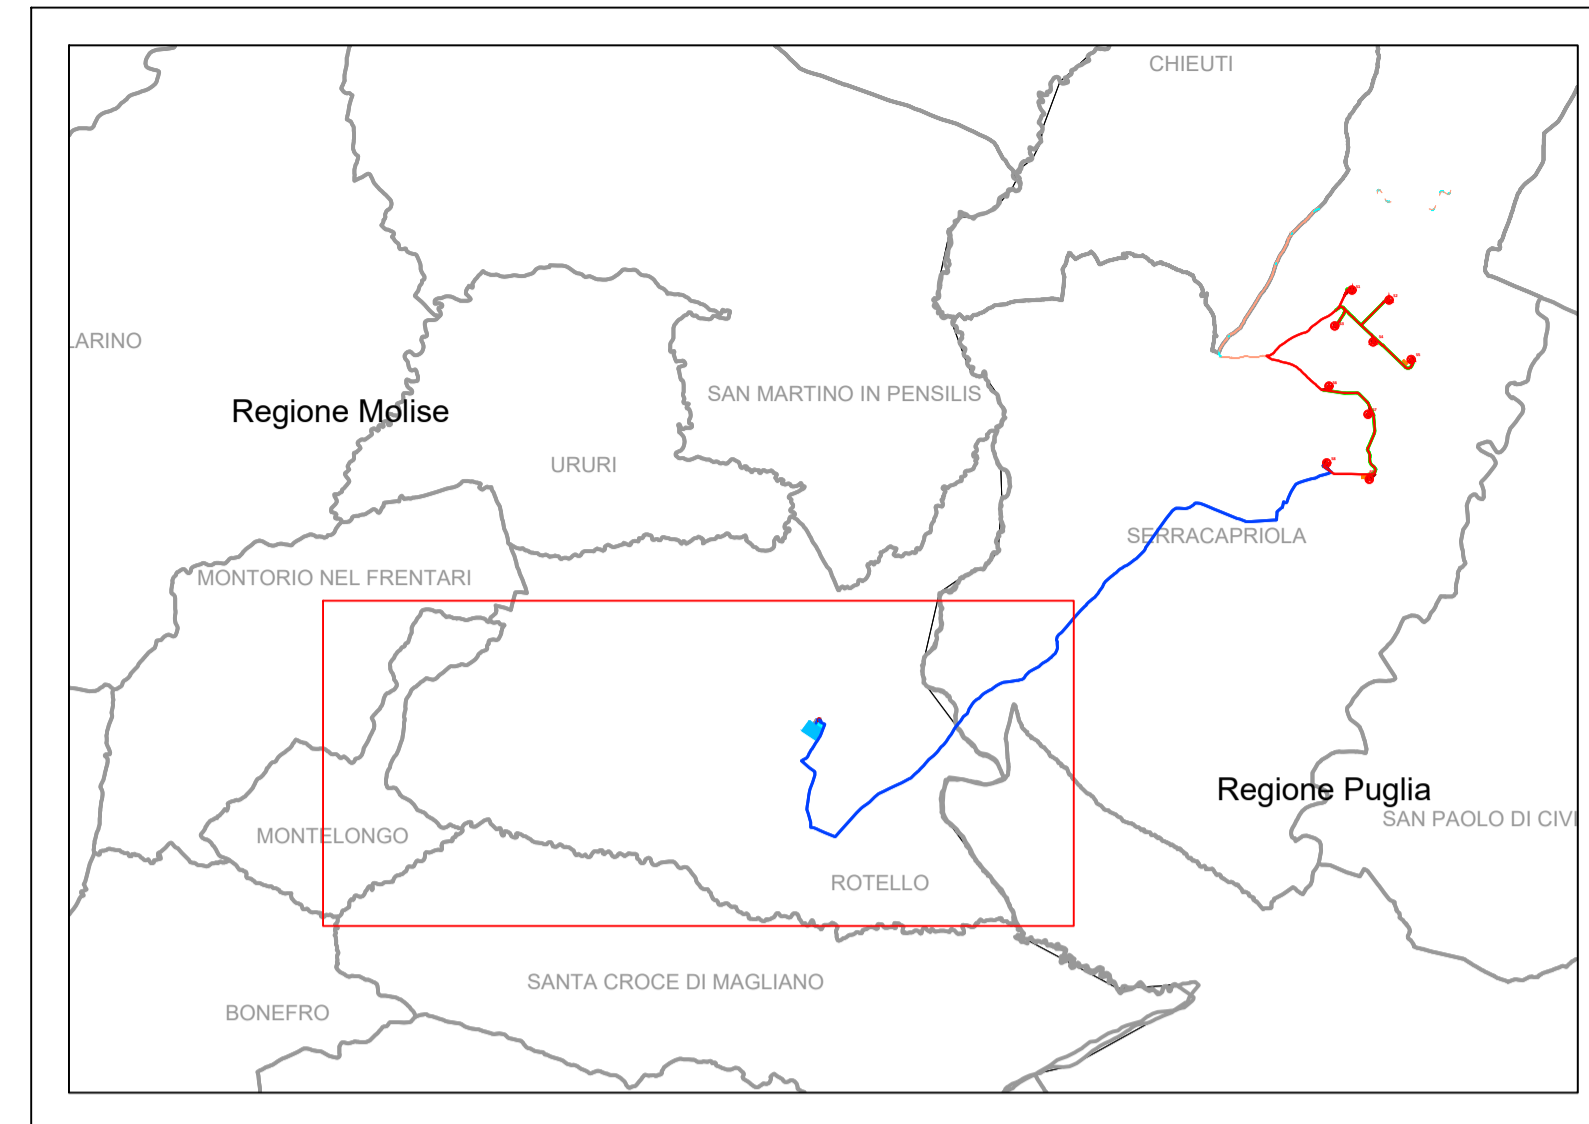 CHIEUTI
LARINO
SAN MARTINO IN PENSILIS
Regione Molise
URURI
SERRACAPRIOLA
MONTORIO NEL FRENTARI
Regione Puglia
SAN PAOLO DI CIVI
MONTELONGO
ROTELLO
SANTA CROCE DI MAGLIANO
BONEFRO